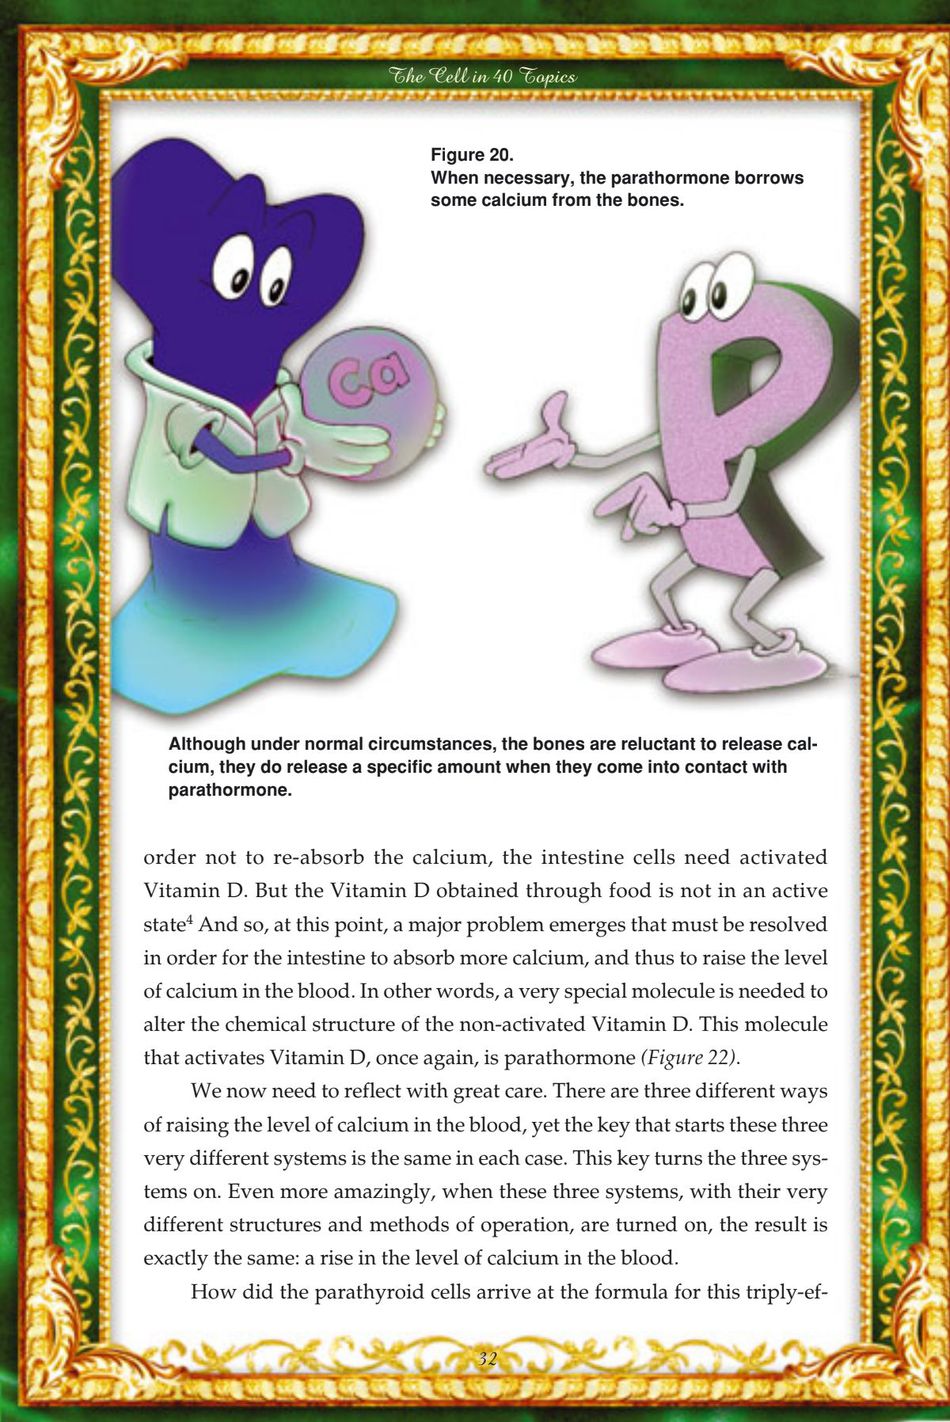 The Cell in 40 Topics
Figure 20.
When necessary, the parathormone borrows
some calcium from the bones.
Ca
P
Although under normal circumstances, the bones are reluctant to release cal-
cium, they do release a specific amount when they come into contact with
parathormone.
order not to re-absorb the calcium, the intestine cells need activated
Vitamin D. But the Vitamin D obtained through food is not in an active
state4 And so, at this point, a major problem emerges that must be resolved
in order for the intestine to absorb more calcium, and thus to raise the level
of calcium in the blood. In other words, a very special molecule is needed to
alter the chemical structure of the non-activated Vitamin D. This molecule
that activates Vitamin D, once again, is parathormone (Figure 22).
We now need to reflect with great care. There are three different ways
of raising the level of calcium in the blood, yet the key that starts these three
very different systems is the same in each case. This key turns the three sys-
tems on. Even more amazingly, when these three systems, with their very
different structures and methods of operation, are turned on, the result is
exactly the same: a rise in the level of calcium in the blood.
How did the parathyroid cells arrive at the formula for this triply-ef-
32